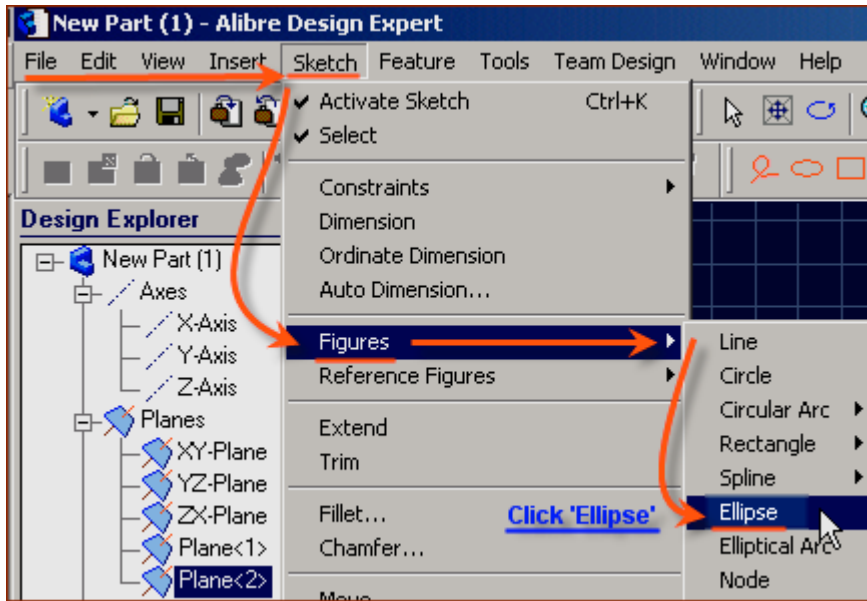 New Part (1) - Alibre Design Expert
File Edit View Insert Sketch Feature Tools Team Design Window Help
✓ Activate Sketch Ctrl+K
✓ Select
Constraints
Dimension
Ordinate Dimension
Auto Dimension...
Figures
Reference Figures
Extend
Trim
Fillet...
Chamfer...
Move
Click 'Ellipse'
Line
Circle
Circular Arc
Rectangle
Spline
Ellipse
Elliptical Arc
Node
Design Explorer
New Part (1)
Axes
X-Axis
Y-Axis
Z-Axis
Planes
XY-Plane
YZ-Plane
ZX-Plane
Plane<1>
Plane<2>